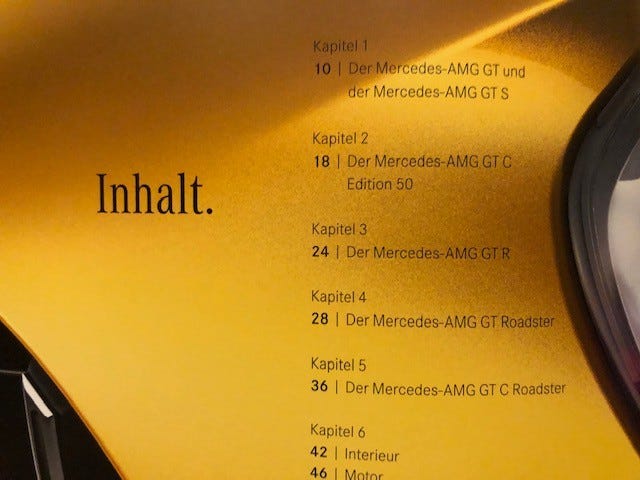 Inhalt.
Kapitel 1
10 | Der Mercedes-AMG GT und
der Mercedes-AMG GT S
Kapitel 2
18 | Der Mercedes-AMG GT C
Edition 50
Kapitel 3
24 | Der Mercedes-AMG GT R
Kapitel 4
28 | Der Mercedes-AMG GT Roadster
Kapitel 5
36 | Der Mercedes-AMG GT C Roadster
Kapitel 6
42 | Interieur
46 | Motor